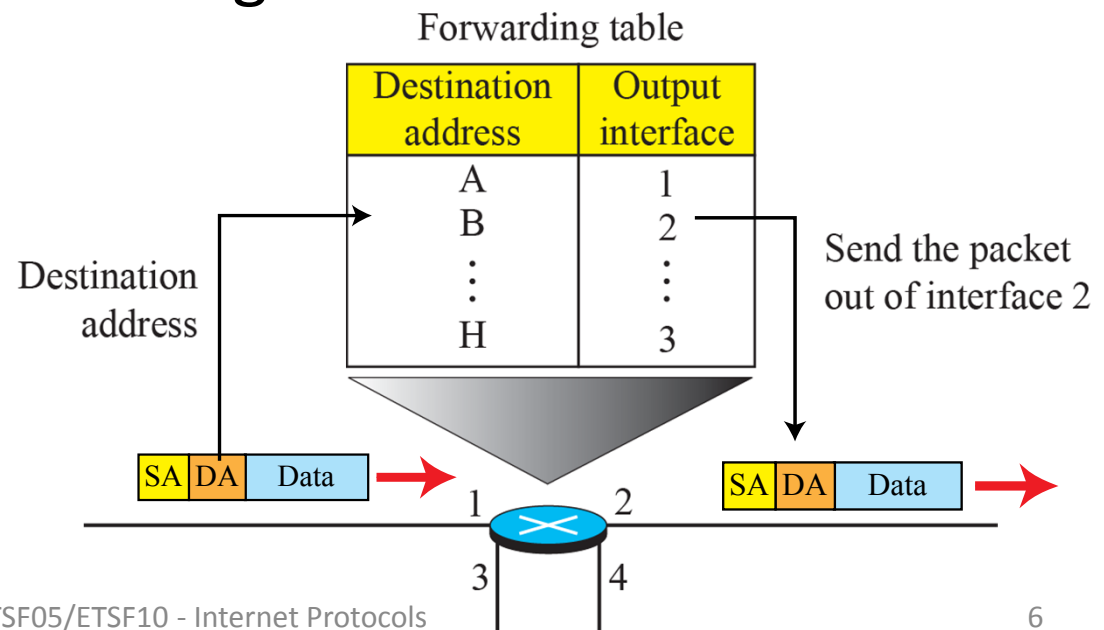 Forwarding table
Destination address Output interface
A 1
B 2
⋮ ⋮
H 3
Destination
address
Send the packet
out of interface 2
SA DA Data
SA DA Data
1 2
3 4
TSF05/ETSF10 - Internet Protocols 6